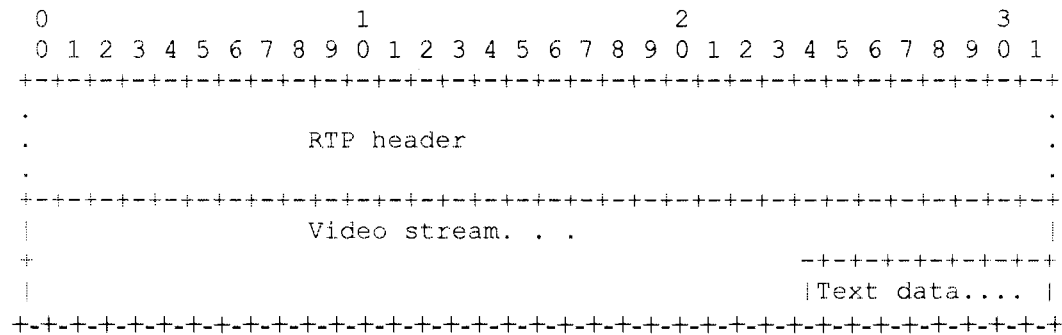 0 1 2 3
0 1 2 3 4 5 6 7 8 9 0 1 2 3 4 5 6 7 8 9 0 1 2 3 4 5 6 7 8 9 0 1
+-+-+-+-+-+-+-+-+-+-+-+-+-+-+-+-+-+-+-+-+-+-+-+-+-+-+-+-+-+-+-+-+
. .
. RTP header .
. .
+-+-+-+-+-+-+-+-+-+-+-+-+-+-+-+-+-+-+-+-+-+-+-+-+-+-+-+-+-+-+-+-+
| Video stream. . . |
+ -+-+-+-+-+-+-+-+
| |Text data.... |
+-+-+-+-+-+-+-+-+-+-+-+-+-+-+-+-+-+-+-+-+-+-+-+-+-+-+-+-+-+-+-+-+